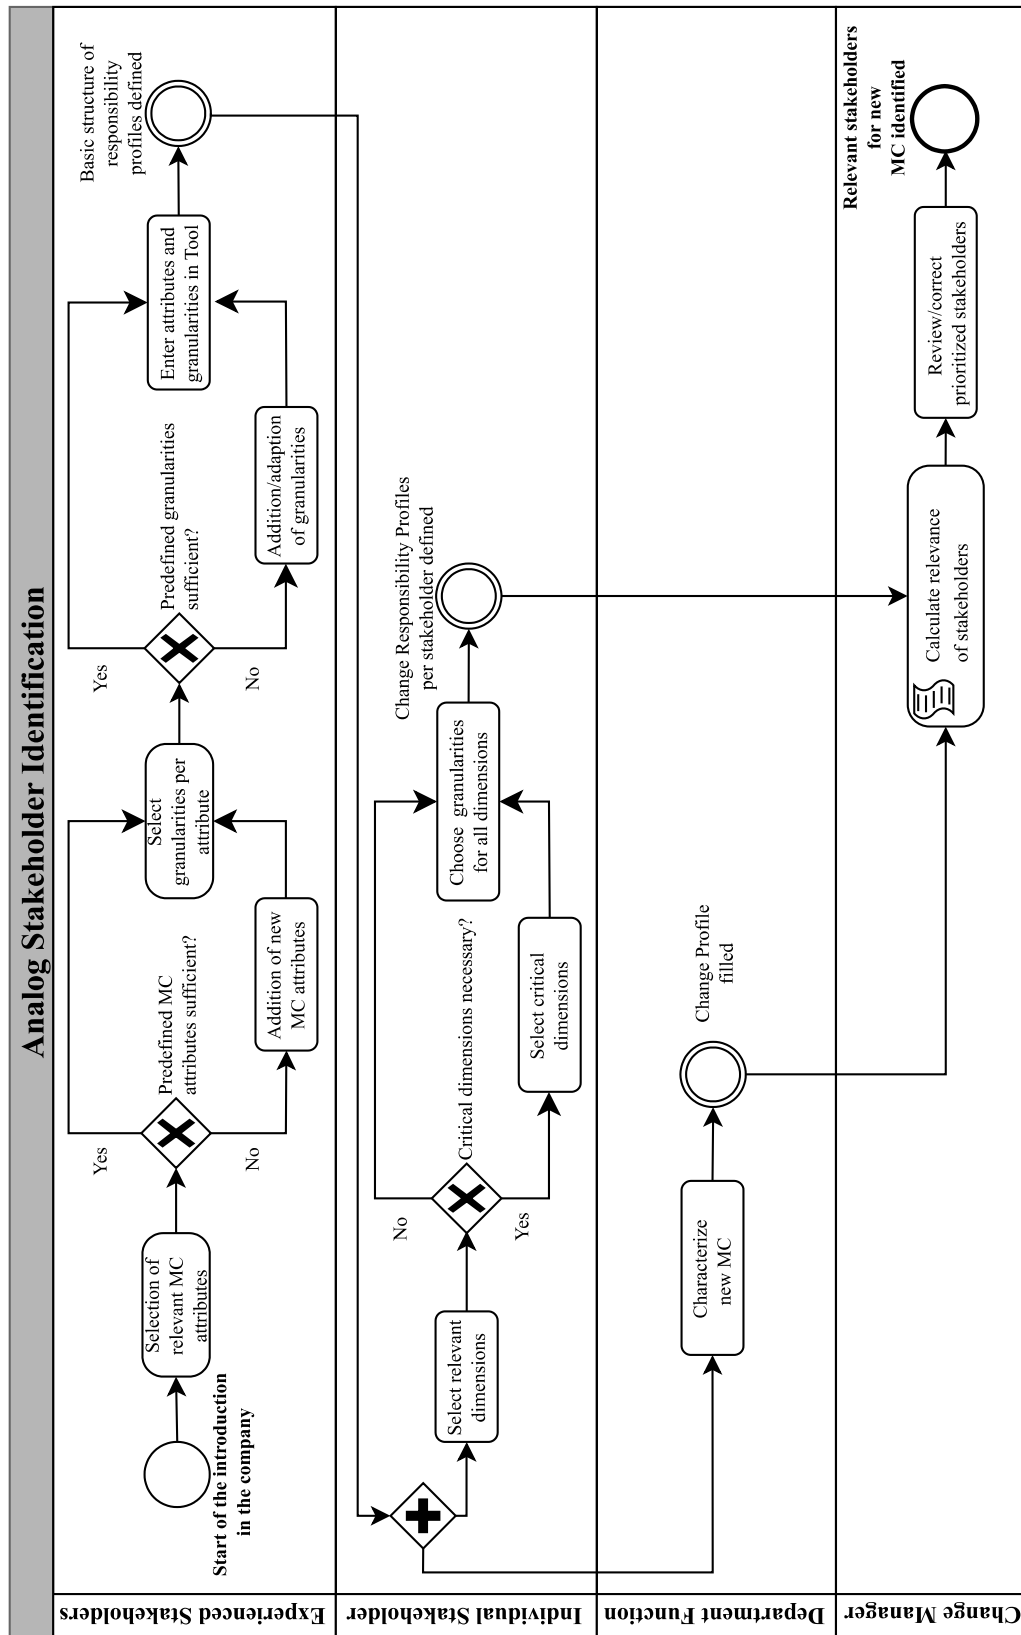 Analog Stakeholder Identification
Experienced Stakeholders
Start of the introduction
in the company
Selection of
relevant MC
attributes
Predefined MC
attributes sufficient?
Yes
No
Addition of new
MC attributes
Select
granularities per
attribute
Predefined granularities
sufficient?
Yes
No
Addition/adaption
of granularities
Enter attributes and
granularities in Tool
Basic structure of
responsibility
profiles defined
Individual Stakeholder
Select relevant
dimensions
Critical dimensions necessary?
No
Yes
Select critical
dimensions
Choose granularities
for all dimensions
Change Responsibility Profiles
per stakeholder defined
Department Function
Characterize
new MC
Change Profile
filled
Change Manager
Calculate relevance
of stakeholders
Review/correct
prioritized stakeholders
Relevant stakeholders
for new
MC identified